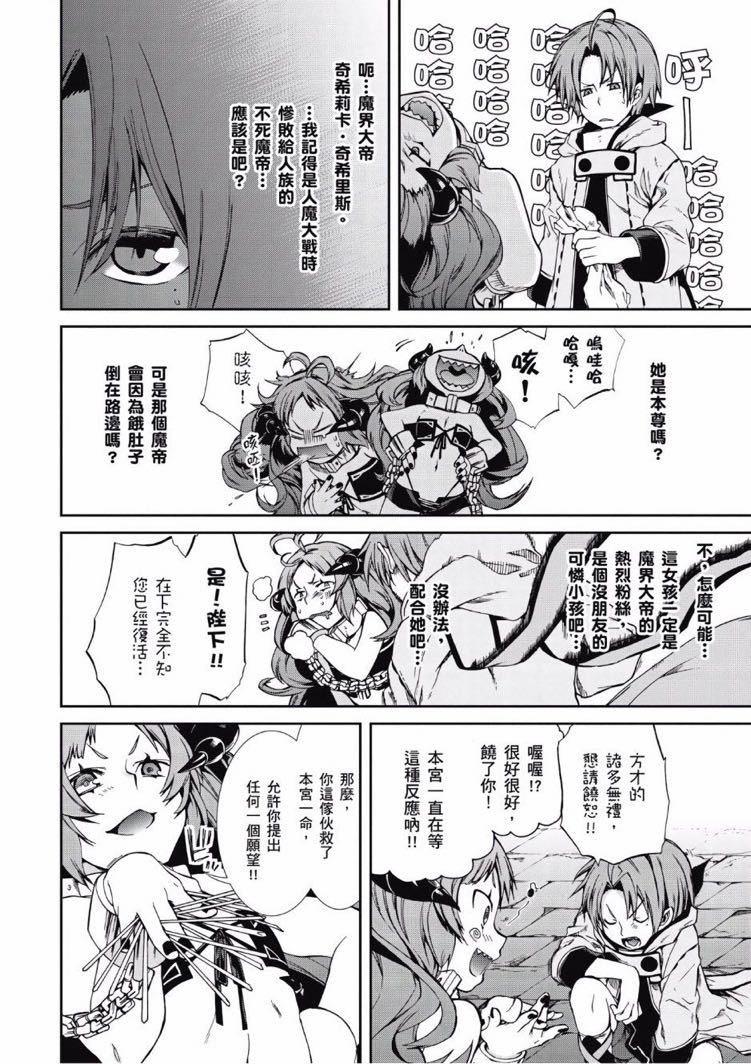 呼—
哈哈哈哈哈
哈哈哈哈
哈哈哈
哈哈哈
呃…魔界大帝
奇希莉卡・奇希里斯。
…我記得是人魔大戰時
慘敗給人族的
不死魔帝…
應該是吧？
她是本尊嗎？
嗚哇哈
哈嘎…
咳！
咳咳！
咳咂！
可是那個魔帝
會因為餓肚子
倒在路邊嗎？
不，怎麼可能…
這女孩一定是
魔界大帝的
熱烈粉絲，
是個沒朋友的
可憐小孩吧…
沒辦法，
配合她吧…
是！陛下!!
在下完全不知
您已經復活…
方才的
諸多無禮，
懇請饒恕!!
喔喔!?
很好很好，
饒了你！
本宮一直在等
這種反應吶!!
那麼，
你這傢伙救了
本宮一命，
允許你提出
任何一個願望!!